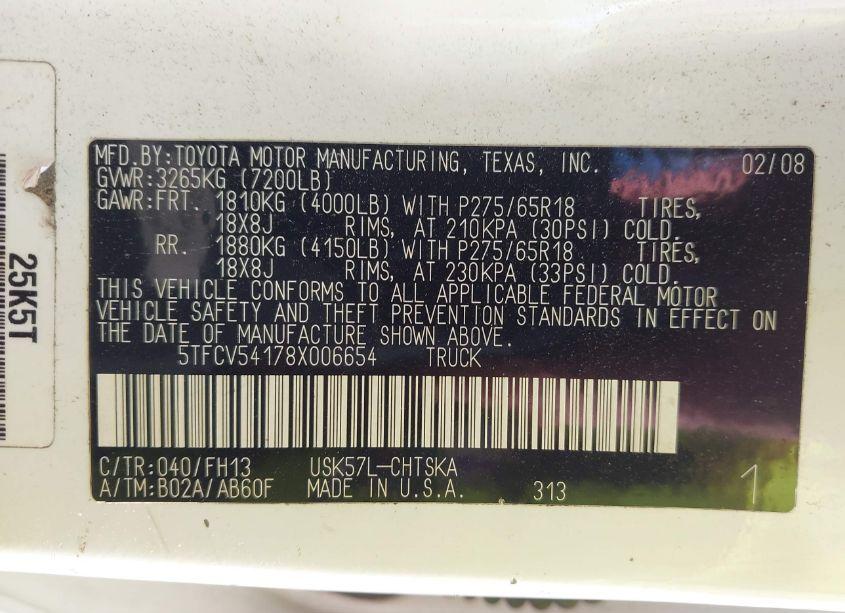 MFD.BY:TOYOTA MOTOR MANUFACTURING, TEXAS, INC. 02/08
GVWR:3265KG (7200LB)
GAWR:FRT. 1810KG (4000LB) WITH P275/65R18 TIRES,
18X8J RIMS, AT 210KPA (30PSI) COLD.
RR. 1880KG (4150LB) WITH P275/65R18 TIRES,
18X8J RIMS, AT 230KPA (33PSI) COLD.
THIS VEHICLE CONFORMS TO ALL APPLICABLE FEDERAL MOTOR
VEHICLE SAFETY AND THEFT PREVENTION STANDARDS IN EFFECT ON
THE DATE OF MANUFACTURE SHOWN ABOVE.
5TFCV54178X006654 TRUCK
C/TR:040/FH13 USK57L-CHTSKA
A/TM:B02A/AB60F MADE IN U.S.A. 313 1
25K5T